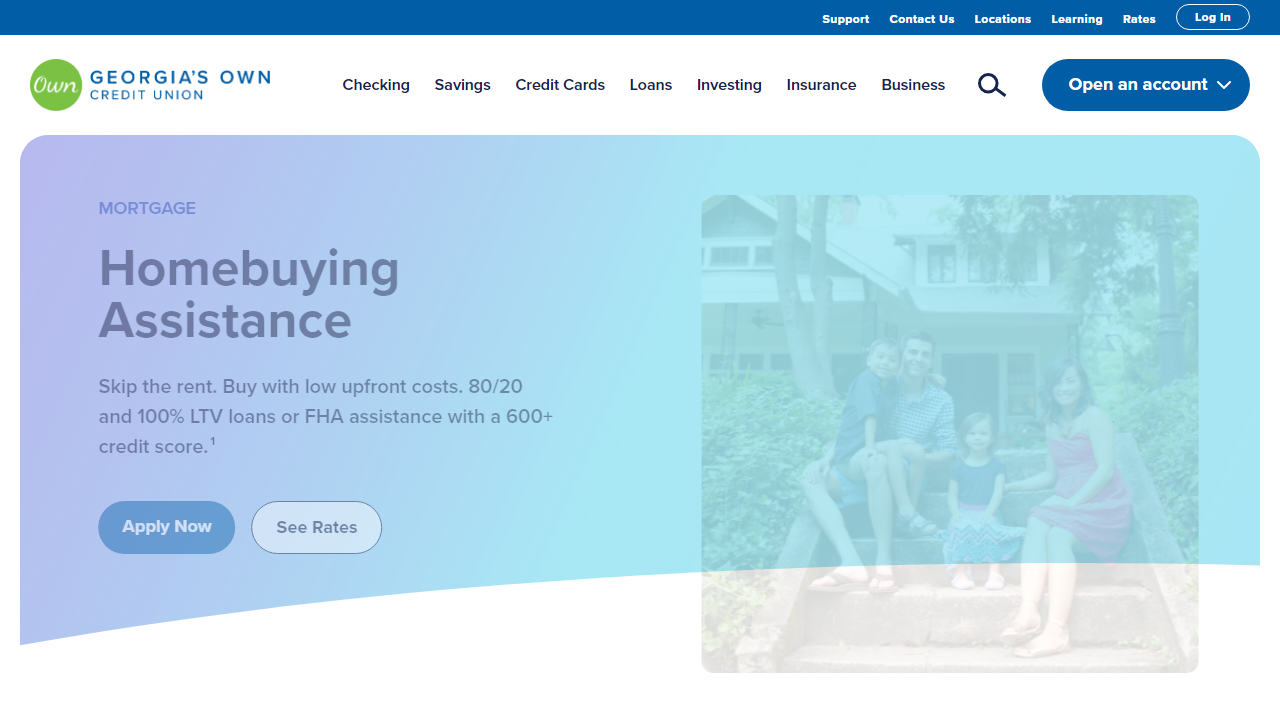 Support Contact Us Locations Learning Rates Log In
Own GEORGIA'S OWN
CREDIT UNION
Checking Savings Credit Cards Loans Investing Insurance Business Open an account
MORTGAGE
Homebuying
Assistance
Skip the rent. Buy with low upfront costs. 80/20
and 100% LTV loans or FHA assistance with a 600+
credit score.¹
Apply Now See Rates